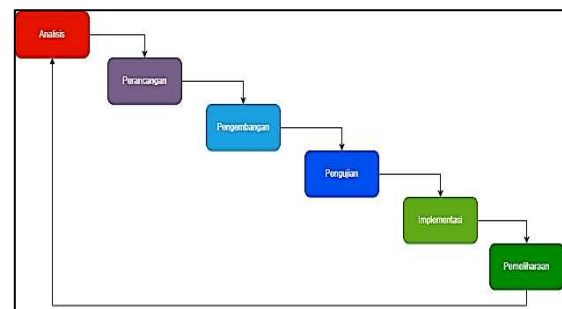 Analisis
Perancangan
Pengembangan
Pengujian
Implementasi
Pemeliharaan